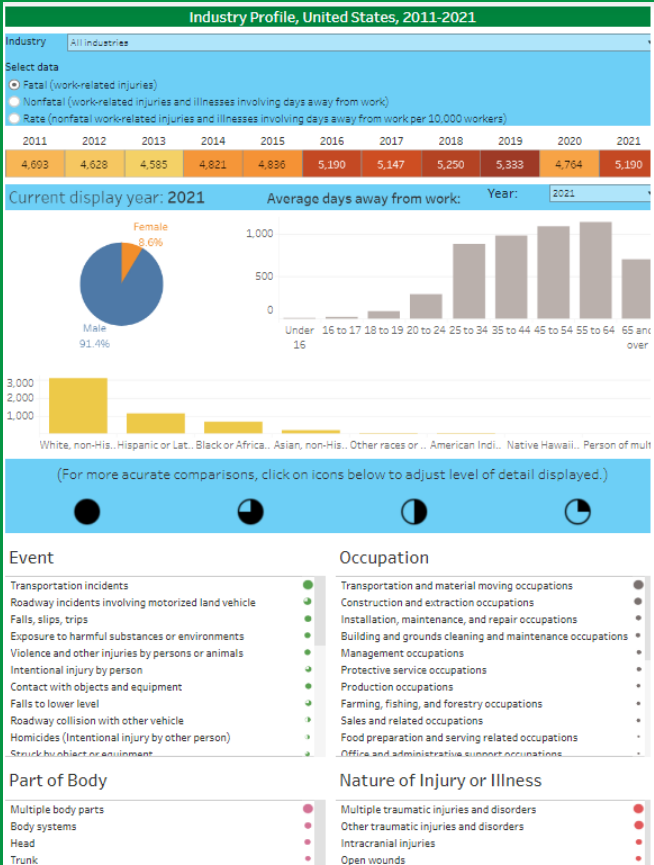 Industry Profile, United States, 2011-2021
Industry All industries
Select data
Fatal (work-related injuries)
Nonfatal (work-related injuries and illnesses involving days away from work)
Rate (nonfatal work-related injuries and illnesses involving days away from work per 10,000 workers)
2011 2012 2013 2014 2015 2016 2017 2018 2019 2020 2021
4,693 4,628 4,585 4,821 4,836 5,190 5,147 5,250 5,333 4,764 5,190
Current display year: 2021 Average days away from work: Year: 2021
Female
8.6%
Male
91.4%
1,000
500
0
Under 16 to 17 18 to 19 20 to 24 25 to 34 35 to 44 45 to 54 55 to 64 65 and
16 over
3,000
2,000
1,000
White, non-His.. Hispanic or Lat.. Black or Africa.. Asian, non-His.. Other races or .. American Indi.. Native Hawaii.. Person of mult
(For more acurate comparisons, click on icons below to adjust level of detail displayed.)
Event
Transportation incidents
Roadway incidents involving motorized land vehicle
Falls, slips, trips
Exposure to harmful substances or environments
Violence and other injuries by persons or animals
Intentional injury by person
Contact with objects and equipment
Falls to lower level
Roadway collision with other vehicle
Homicides (Intentional injury by other person)
Struck by object or equipment
Occupation
Transportation and material moving occupations
Construction and extraction occupations
Installation, maintenance, and repair occupations
Building and grounds cleaning and maintenance occupations
Management occupations
Protective service occupations
Production occupations
Farming, fishing, and forestry occupations
Sales and related occupations
Food preparation and serving related occupations
Office and administrative support occupations
Part of Body
Multiple body parts
Body systems
Head
Trunk
Nature of Injury or Illness
Multiple traumatic injuries and disorders
Other traumatic injuries and disorders
Intracranial injuries
Open wounds